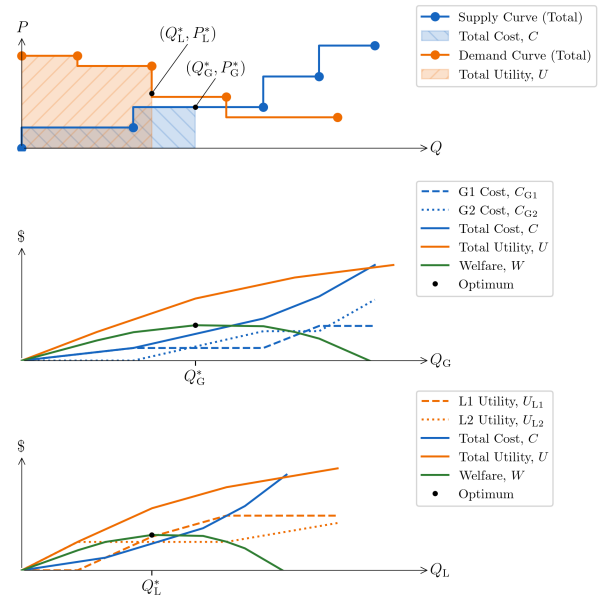 P
(Q*L, P*L)
(Q*G, P*G)
Q
Supply Curve (Total)
Total Cost, C
Demand Curve (Total)
Total Utility, U
$
QG
Q*G
G1 Cost, CG1
G2 Cost, CG2
Total Cost, C
Total Utility, U
Welfare, W
Optimum
$
QL
Q*L
L1 Utility, UL1
L2 Utility, UL2
Total Cost, C
Total Utility, U
Welfare, W
Optimum